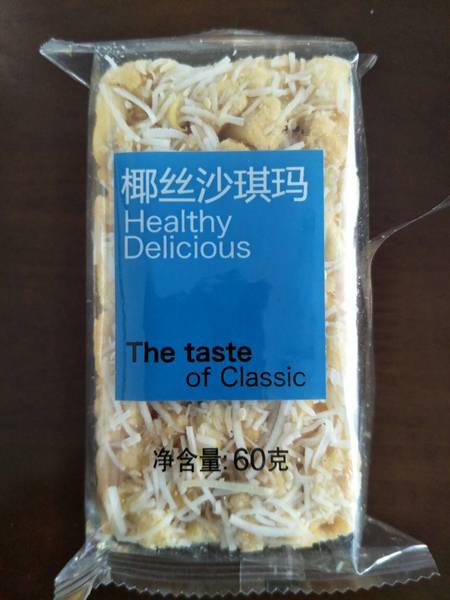 椰丝沙琪玛
Healthy
Delicious
The taste
of Classic
净含量: 60克